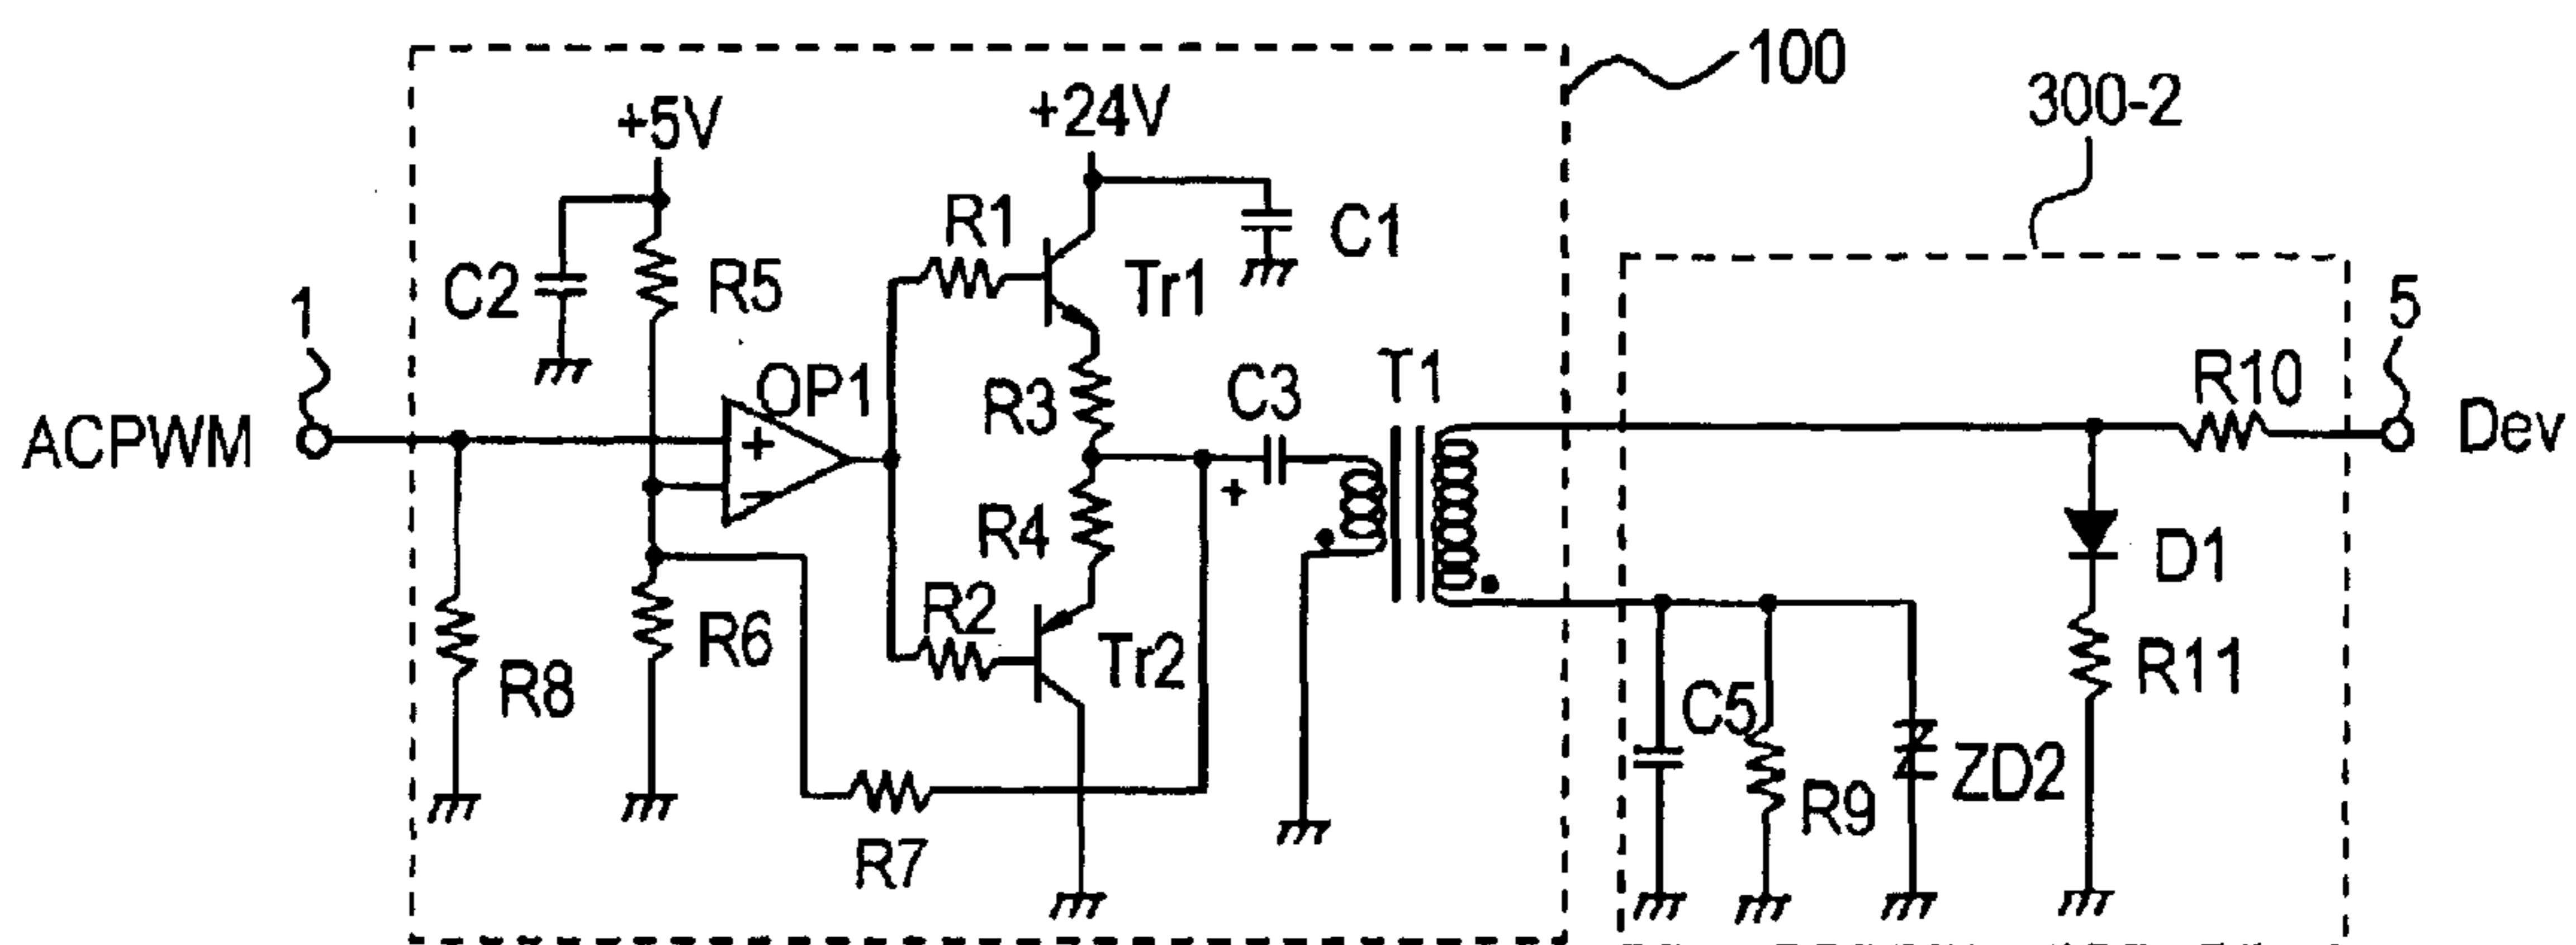 100
300-2
+5V
+24V
R1
C1
C2
R5
Tr1
1
5
OP1
R3
C3
T1
R10
ACPWM
+
+
Dev
−
R4
D1
R2
R6
Tr2
R8
C5
R11
R9
ZD2
R7